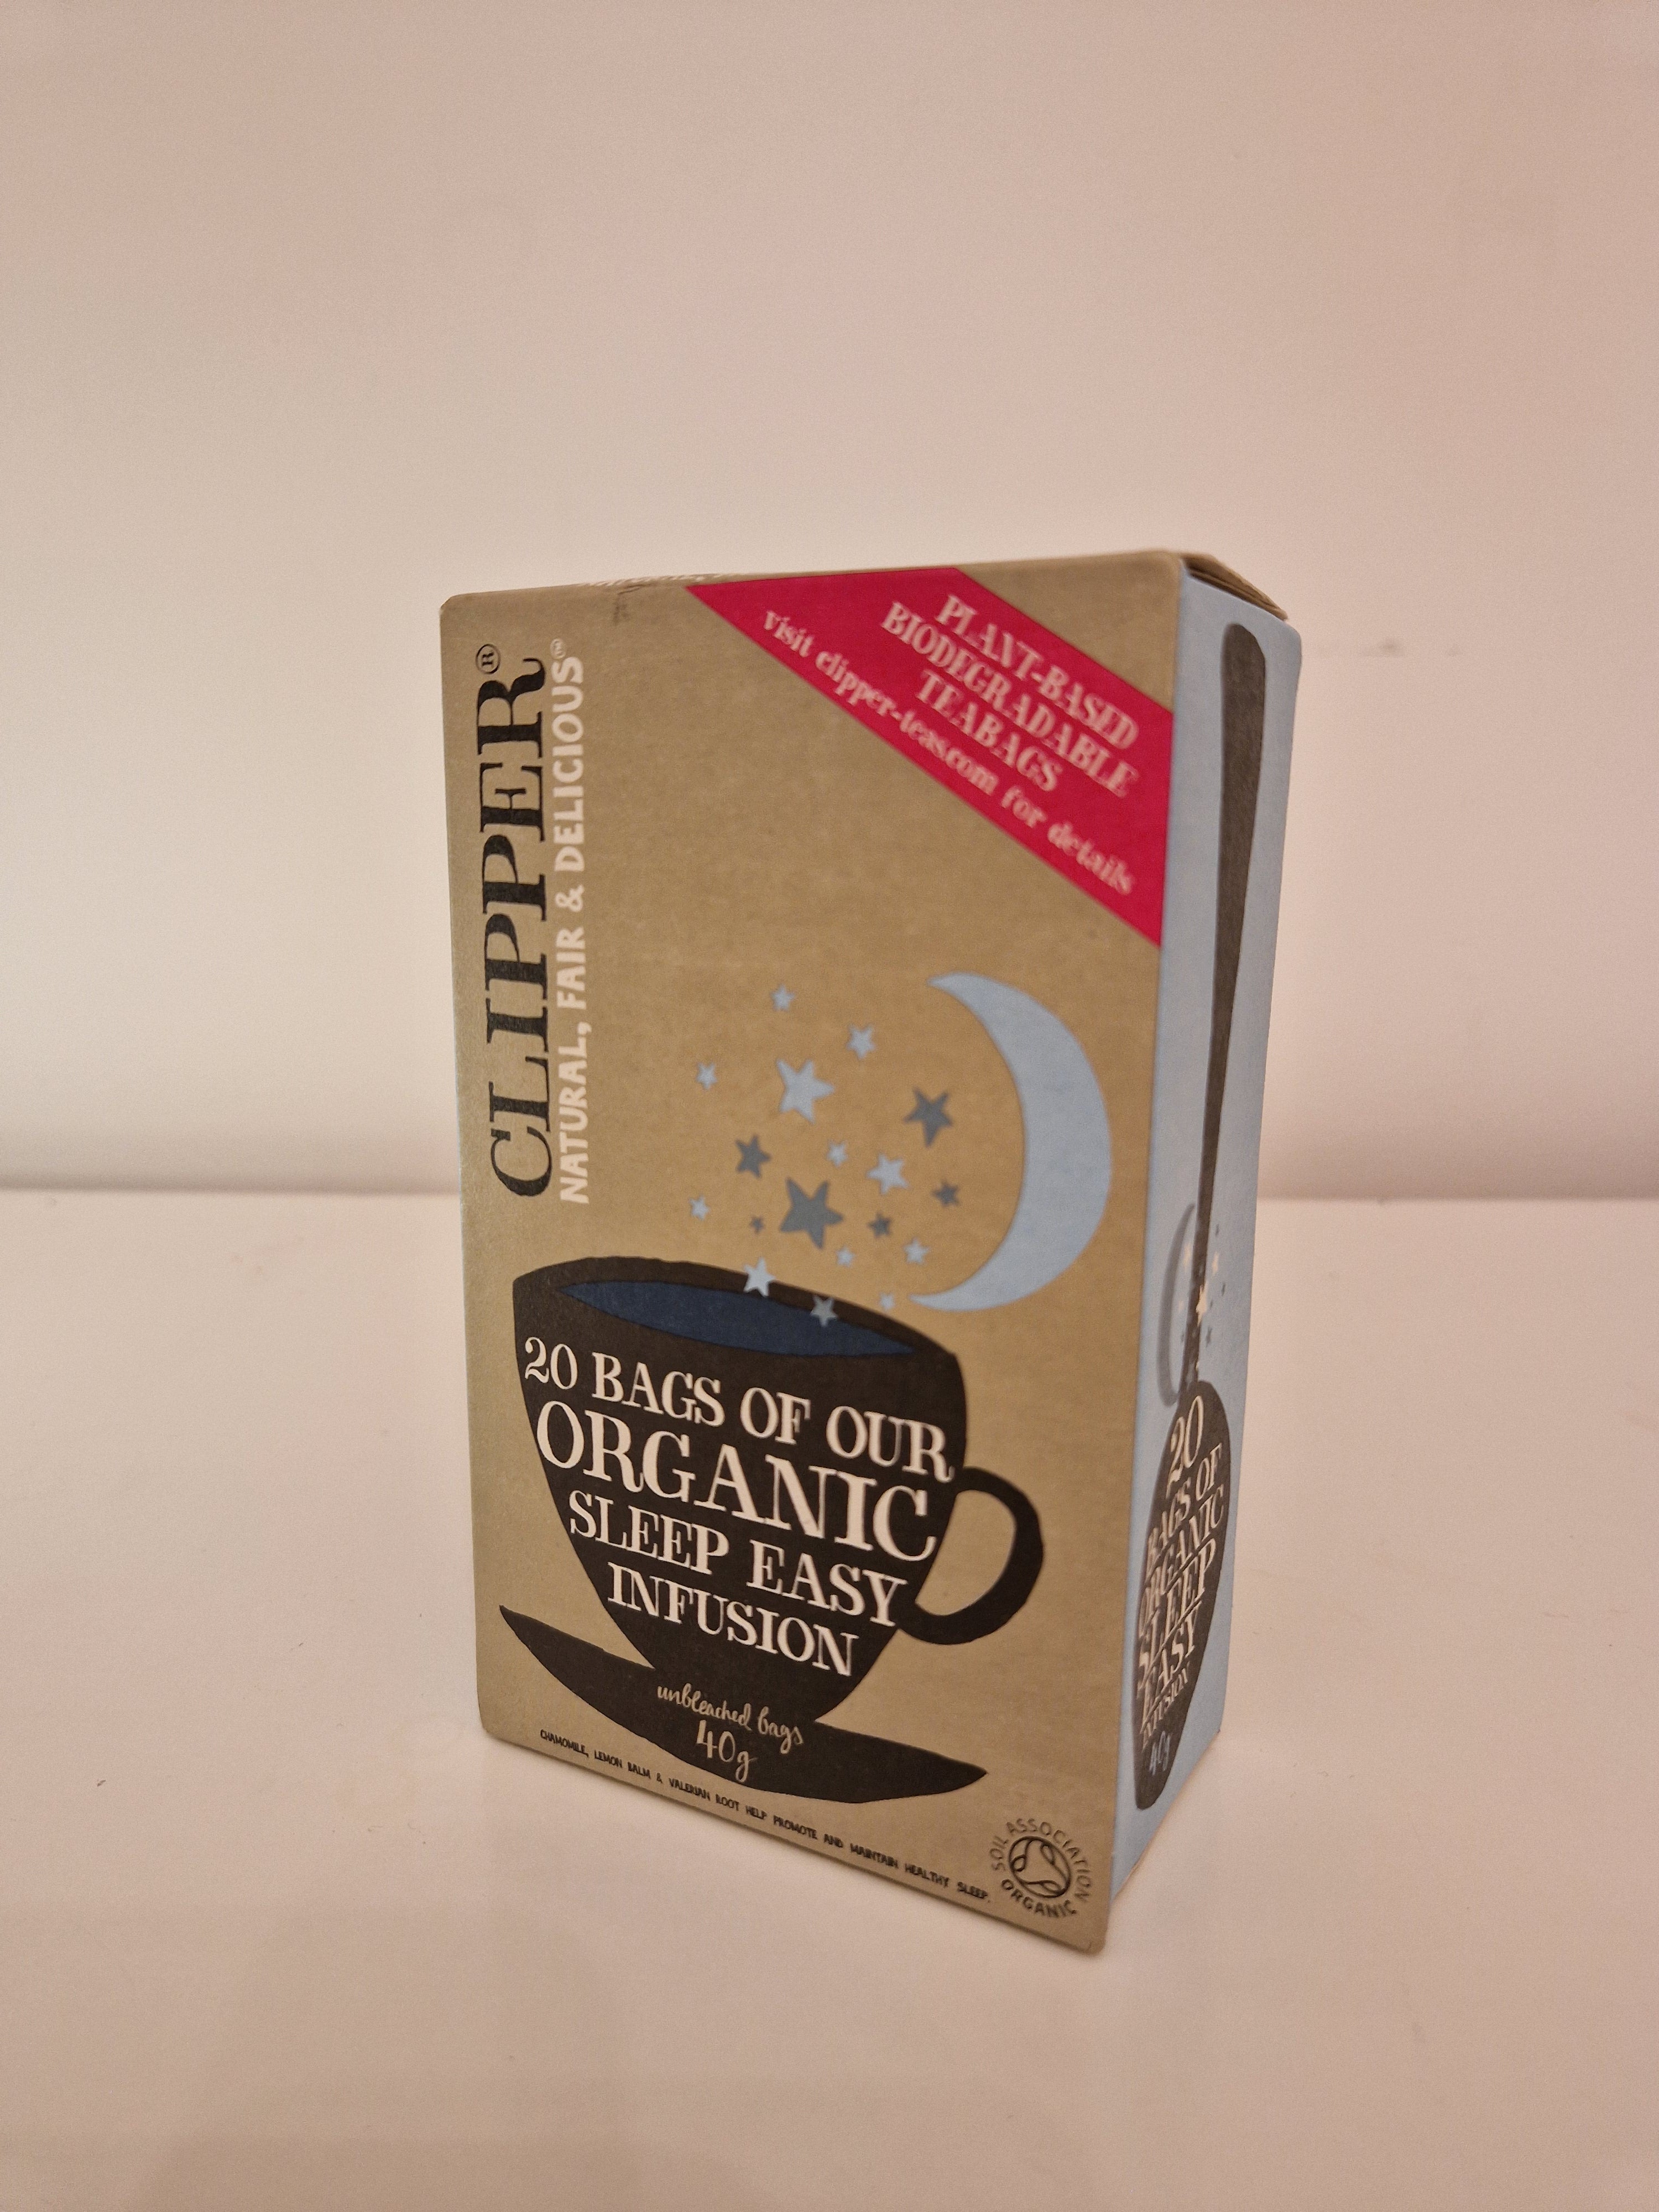 CLIPPER®
NATURAL, FAIR & DELICIOUS™
PLANT-BASED
BIODEGRADABLE
TEABAGS
visit clipper-teas.com for details
20 BAGS OF OUR
ORGANIC
SLEEP EASY
INFUSION
unbleached bags
40g
CHAMOMILE, LEMON BALM & VALERIAN ROOT HELP PROMOTE AND MAINTAIN HEALTHY SLEEP.
SOIL ASSOCIATION
ORGANIC
20
BAGS OF
ORGANIC
SLEEP
EASY
INFUSION
40g